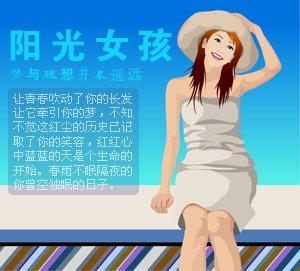 阳光女孩
梦与理想并不遥远
让青春吹动了你的长发
让它牵引你的梦，不知
不觉这红尘的历史已记
取了你的笑容，红红心
中蓝蓝的天是个生命的
开始。春雨不眠隔夜的
你曾空独眠的日子。